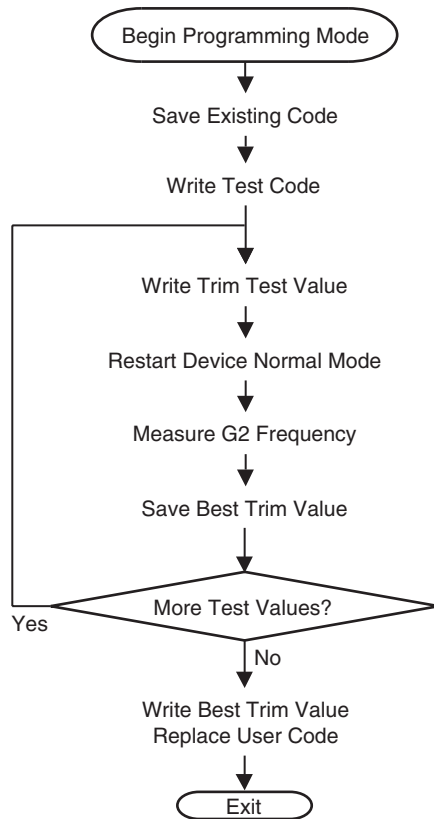 Begin Programming Mode
Save Existing Code
Write Test Code
Write Trim Test Value
Restart Device Normal Mode
Measure G2 Frequency
Save Best Trim Value
More Test Values?
Yes
No
Write Best Trim Value
Replace User Code
Exit